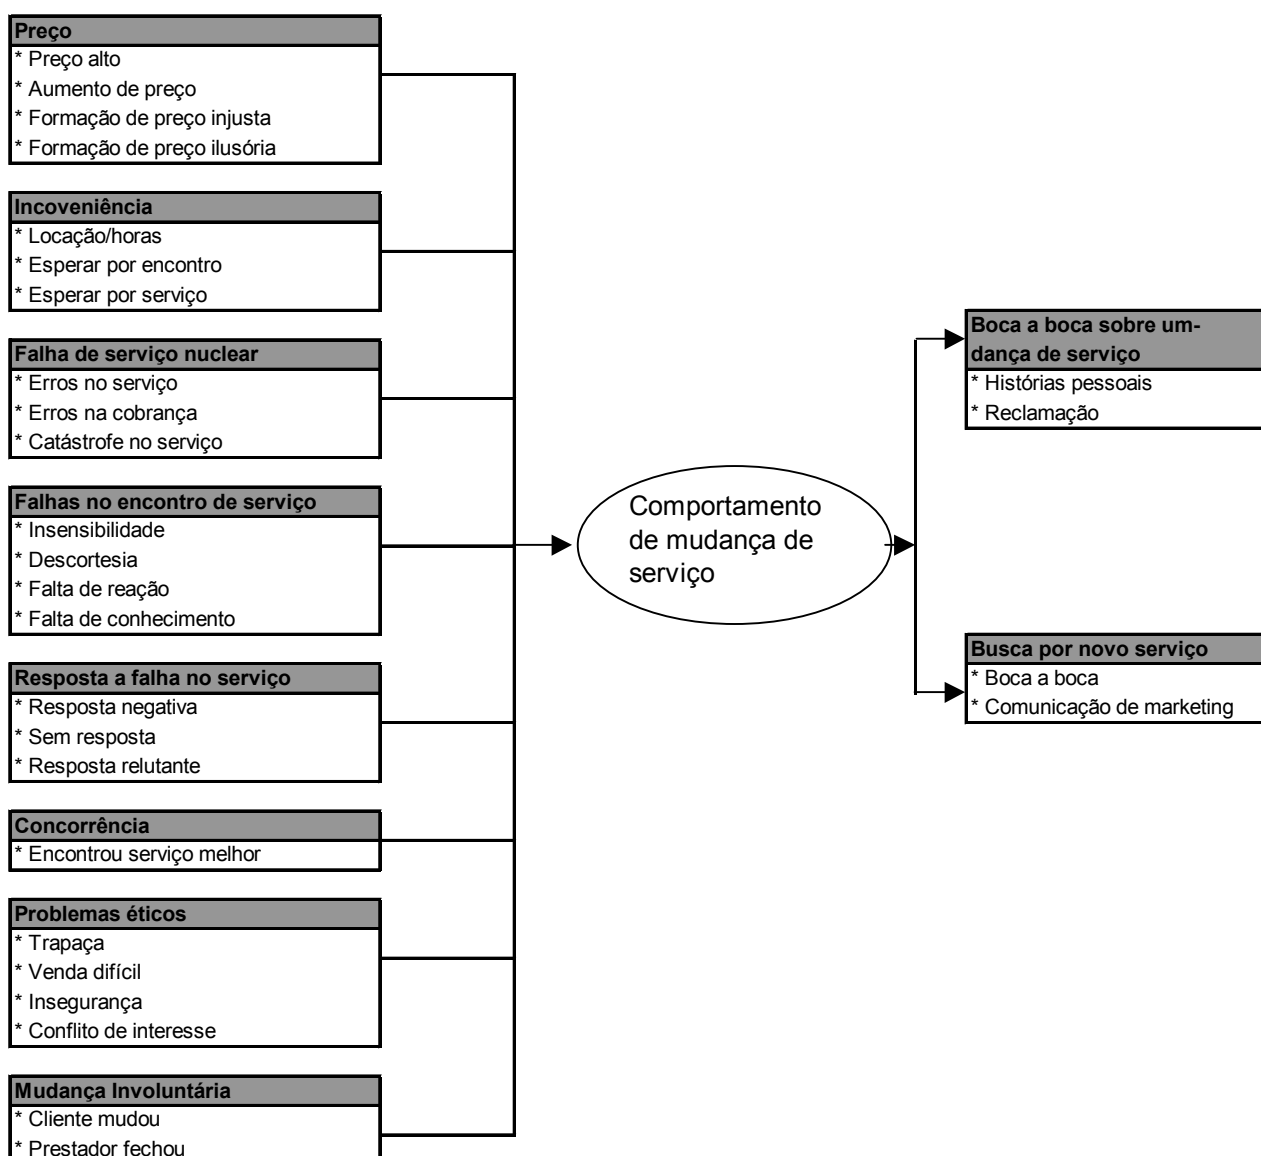 Preço
* Preço alto
* Aumento de preço
* Formação de preço injusta
* Formação de preço ilusória
Incoveniência
* Locação/horas
* Esperar por encontro
* Esperar por serviço
Falha de serviço nuclear
* Erros no serviço
* Erros na cobrança
* Catástrofe no serviço
Falhas no encontro de serviço
* Insensibilidade
* Descortesia
* Falta de reação
* Falta de conhecimento
Resposta a falha no serviço
* Resposta negativa
* Sem resposta
* Resposta relutante
Concorrência
* Encontrou serviço melhor
Problemas éticos
* Trapaça
* Venda difícil
* Insegurança
* Conflito de interesse
Mudança Involuntária
* Cliente mudou
* Prestador fechou
Comportamento
de mudança de
serviço
Boca a boca sobre um-
dança de serviço
* Histórias pessoais
* Reclamação
Busca por novo serviço
* Boca a boca
* Comunicação de marketing